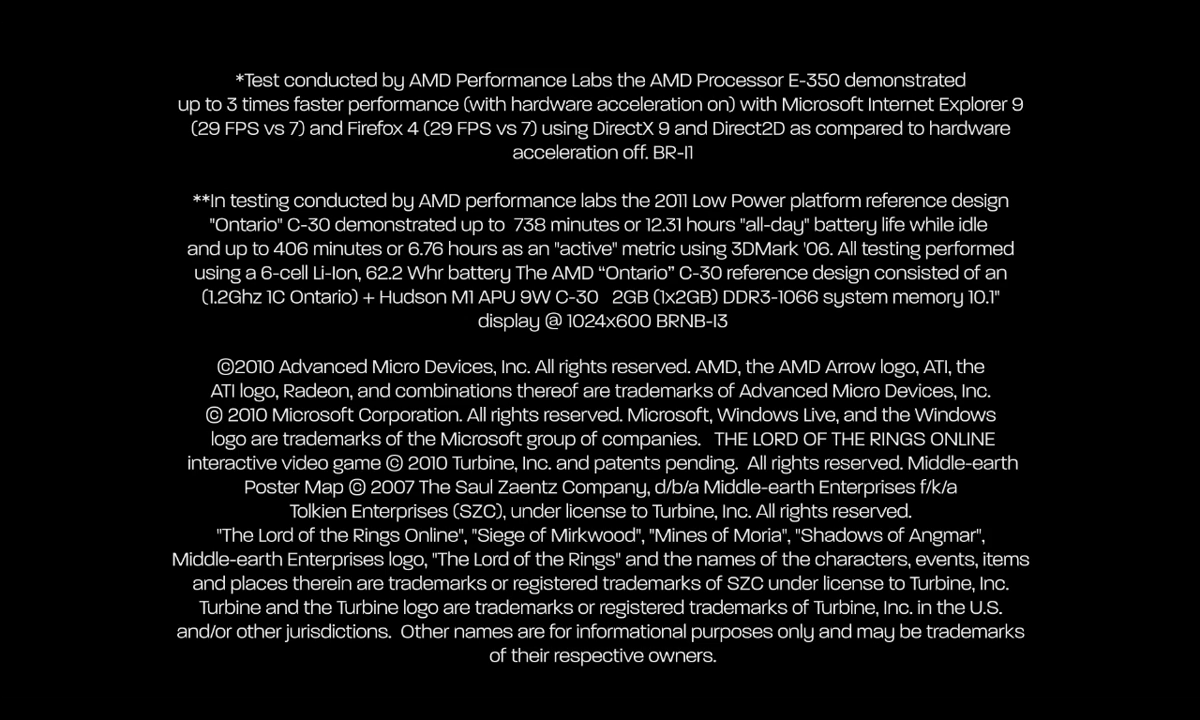 *Test conducted by AMD Performance Labs the AMD Processor E-350 demonstrated
up to 3 times faster performance (with hardware acceleration on) with Microsoft Internet Explorer 9
(29 FPS vs 7) and Firefox 4 (29 FPS vs 7) using DirectX 9 and Direct2D as compared to hardware
acceleration off. BR-I1
**In testing conducted by AMD performance labs the 2011 Low Power platform reference design
"Ontario" C-30 demonstrated up to  738 minutes or 12.31 hours "all-day" battery life while idle
and up to 406 minutes or 6.76 hours as an "active" metric using 3DMark '06. All testing performed
using a 6-cell Li-Ion, 62.2 Whr battery The AMD “Ontario” C-30 reference design consisted of an
(1.2Ghz 1C Ontario) + Hudson M1 APU 9W C-30   2GB (1x2GB) DDR3-1066 system memory 10.1"
display @ 1024x600 BRNB-I3
©2010 Advanced Micro Devices, Inc. All rights reserved. AMD, the AMD Arrow logo, ATI, the
ATI logo, Radeon, and combinations thereof are trademarks of Advanced Micro Devices, Inc.
© 2010 Microsoft Corporation. All rights reserved. Microsoft, Windows Live, and the Windows
logo are trademarks of the Microsoft group of companies.   THE LORD OF THE RINGS ONLINE
interactive video game © 2010 Turbine, Inc. and patents pending.  All rights reserved. Middle-earth
Poster Map © 2007 The Saul Zaentz Company, d/b/a Middle-earth Enterprises f/k/a
Tolkien Enterprises (SZC), under license to Turbine, Inc. All rights reserved.
"The Lord of the Rings Online", "Siege of Mirkwood", "Mines of Moria", "Shadows of Angmar",
Middle-earth Enterprises logo, "The Lord of the Rings" and the names of the characters, events, items
and places therein are trademarks or registered trademarks of SZC under license to Turbine, Inc.
Turbine and the Turbine logo are trademarks or registered trademarks of Turbine, Inc. in the U.S.
and/or other jurisdictions.  Other names are for informational purposes only and may be trademarks
of their respective owners.